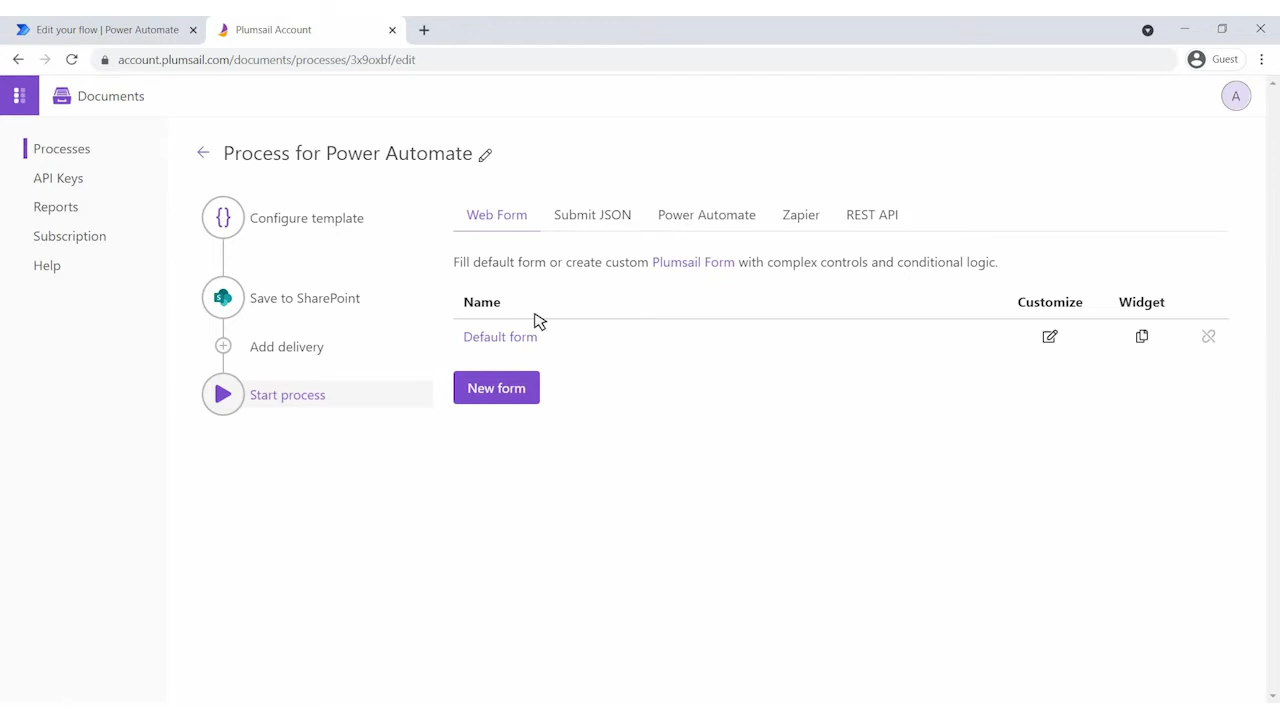 Edit your flow | Power Automate
Plumsail Account
account.plumsail.com/documents/processes/3x9oxbf/edit
Guest
Documents
A
Processes
API Keys
Reports
Subscription
Help
Process for Power Automate
{} Configure template
S Save to SharePoint
Add delivery
Start process
Web Form Submit JSON Power Automate Zapier REST API
Fill default form or create custom Plumsail Form with complex controls and conditional logic.
Name Customize Widget
Default form
New form